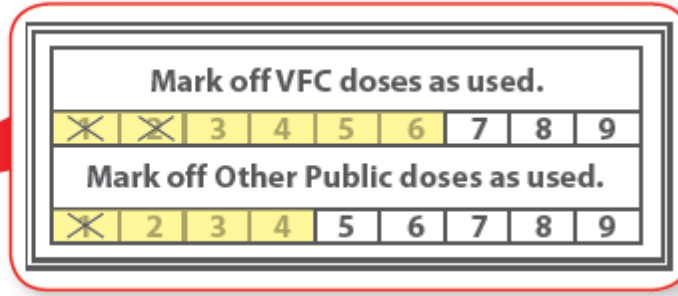 Mark off VFC doses as used.
1 2 3 4 5 6 7 8 9
Mark off Other Public doses as used.
1 2 3 4 5 6 7 8 9